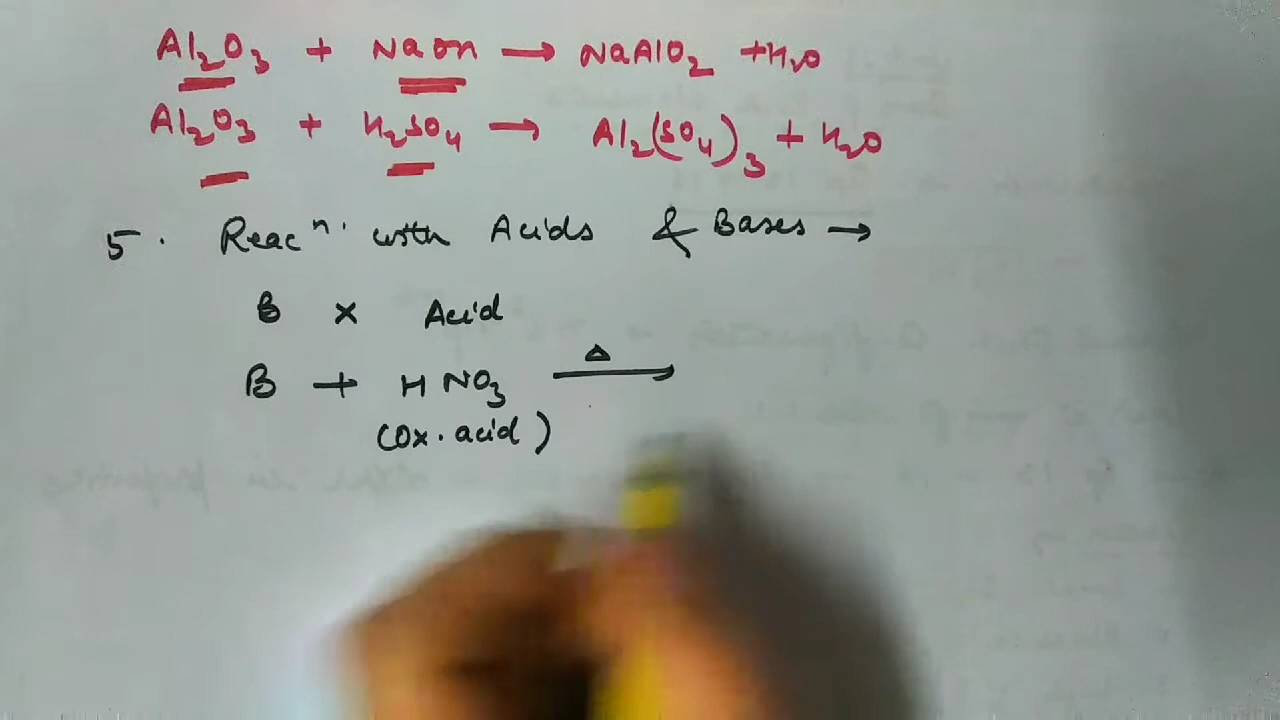 Al₂O₃ + NaOH → NaAlO₂ + H₂O
Al₂O₃ + H₂SO₄ → Al₂(SO₄)₃ + H₂O
5. Reacⁿ. with Acids & Bases →
B × Acid
B + HNO₃ Δ→
(Ox. acid)